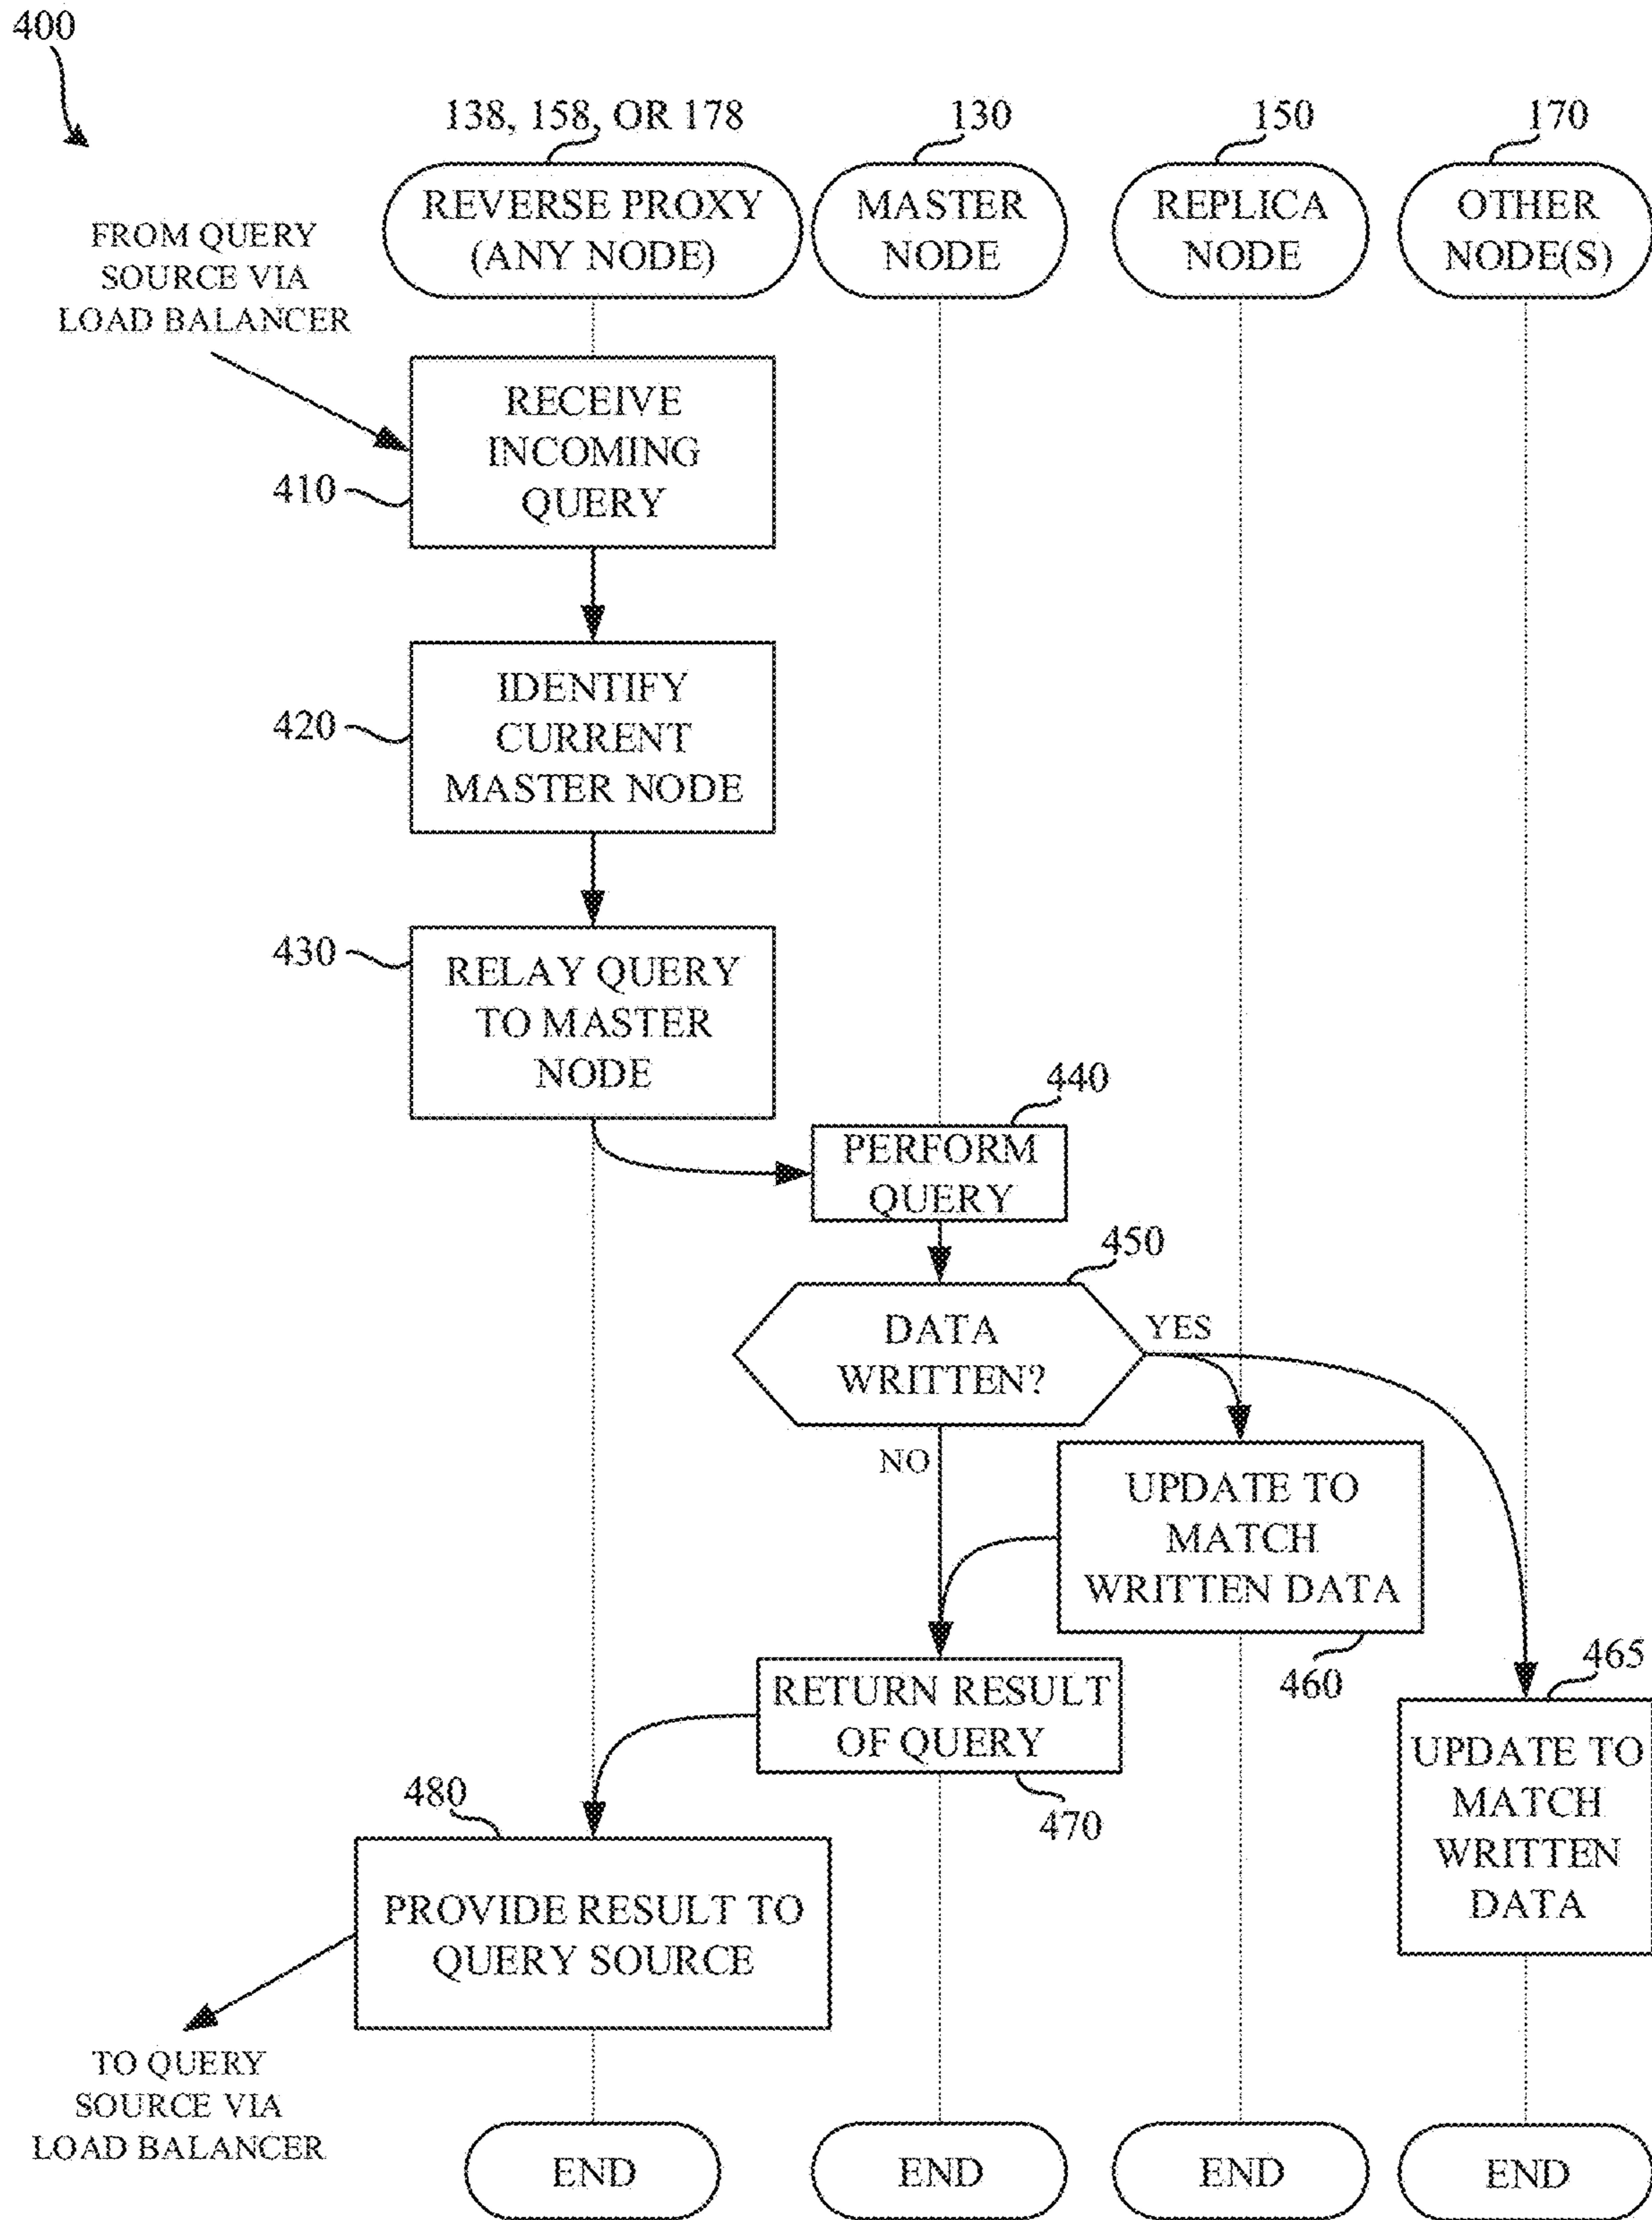 400
138, 158, OR 178
130
150
170
REVERSE PROXY
(ANY NODE)
MASTER
NODE
REPLICA
NODE
OTHER
NODE(S)
FROM QUERY
SOURCE VIA
LOAD BALANCER
RECEIVE
INCOMING
QUERY
410
IDENTIFY
CURRENT
MASTER NODE
420
430
RELAY QUERY
TO MASTER
NODE
440
PERFORM
QUERY
450
DATA
WRITTEN?
YES
NO
UPDATE TO
MATCH
WRITTEN DATA
460
465
RETURN RESULT
OF QUERY
470
UPDATE TO
MATCH
WRITTEN
DATA
480
PROVIDE RESULT TO
QUERY SOURCE
TO QUERY
SOURCE VIA
LOAD BALANCER
END
END
END
END